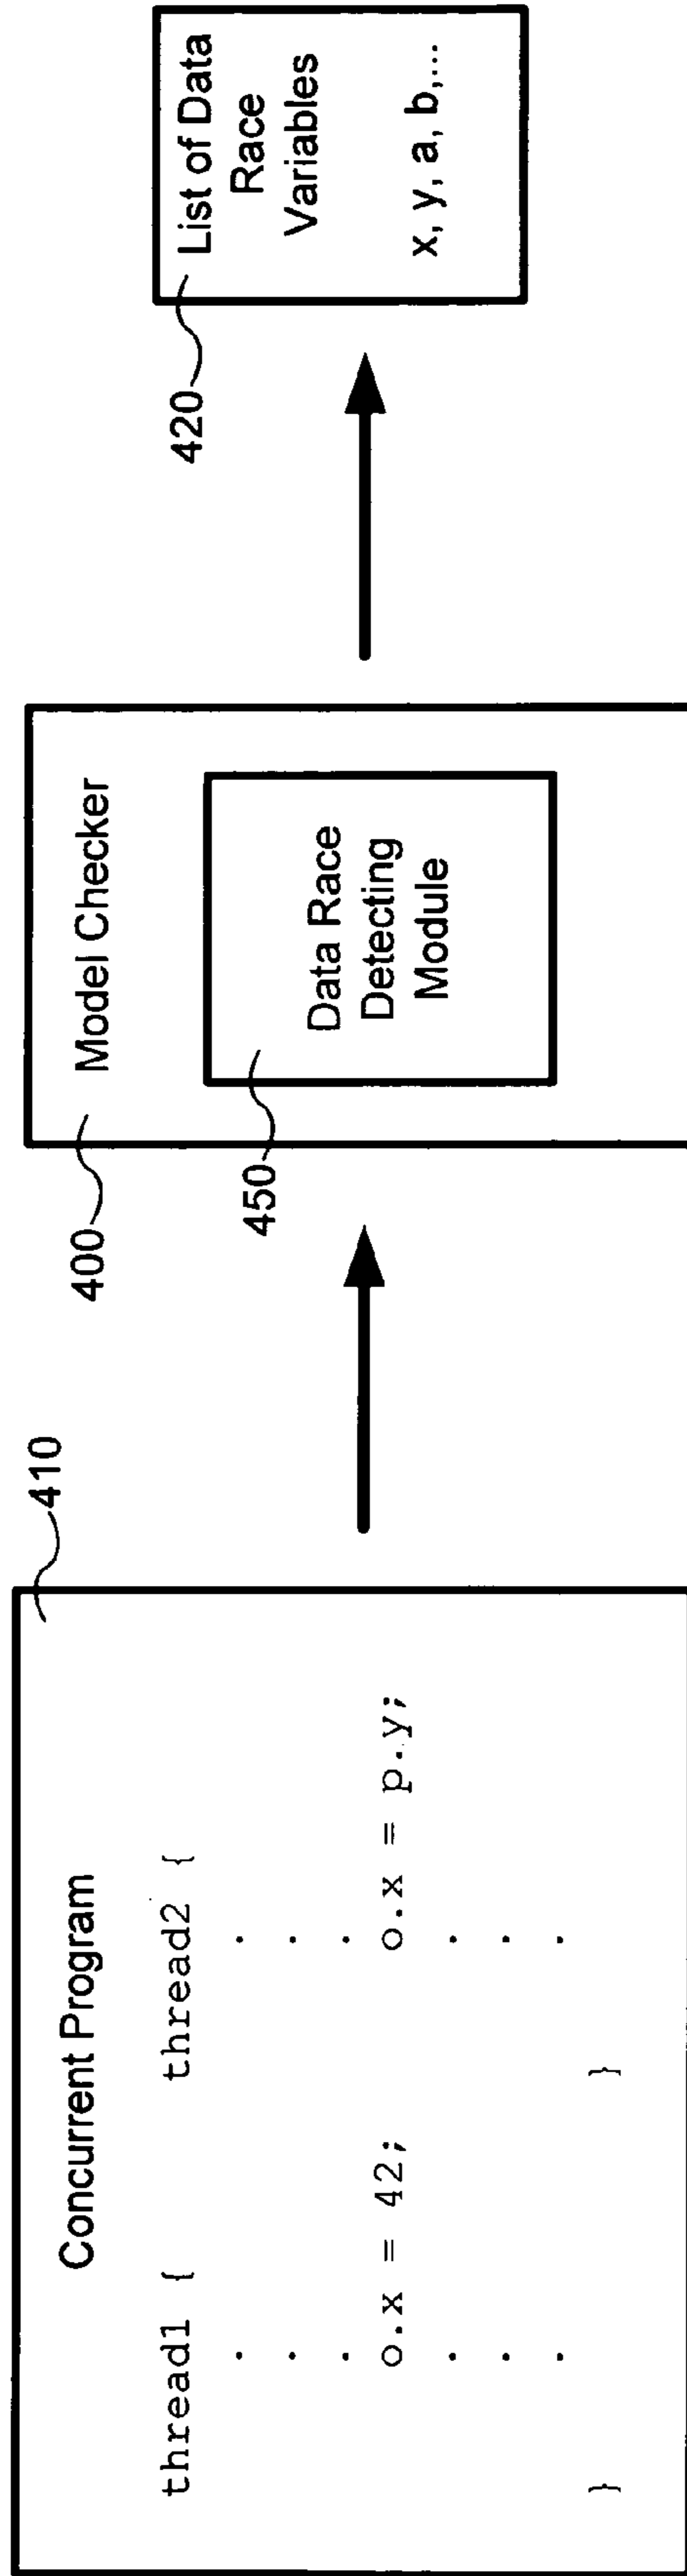 Concurrent Program
410
thread1 {
.
.
.
o.x = 42;
.
.
.
}
thread2 {
.
.
.
o.x = p.y;
.
.
.
}
400
Model Checker
450
Data Race
Detecting
Module
420
List of Data
Race
Variables
x, y, a, b,...